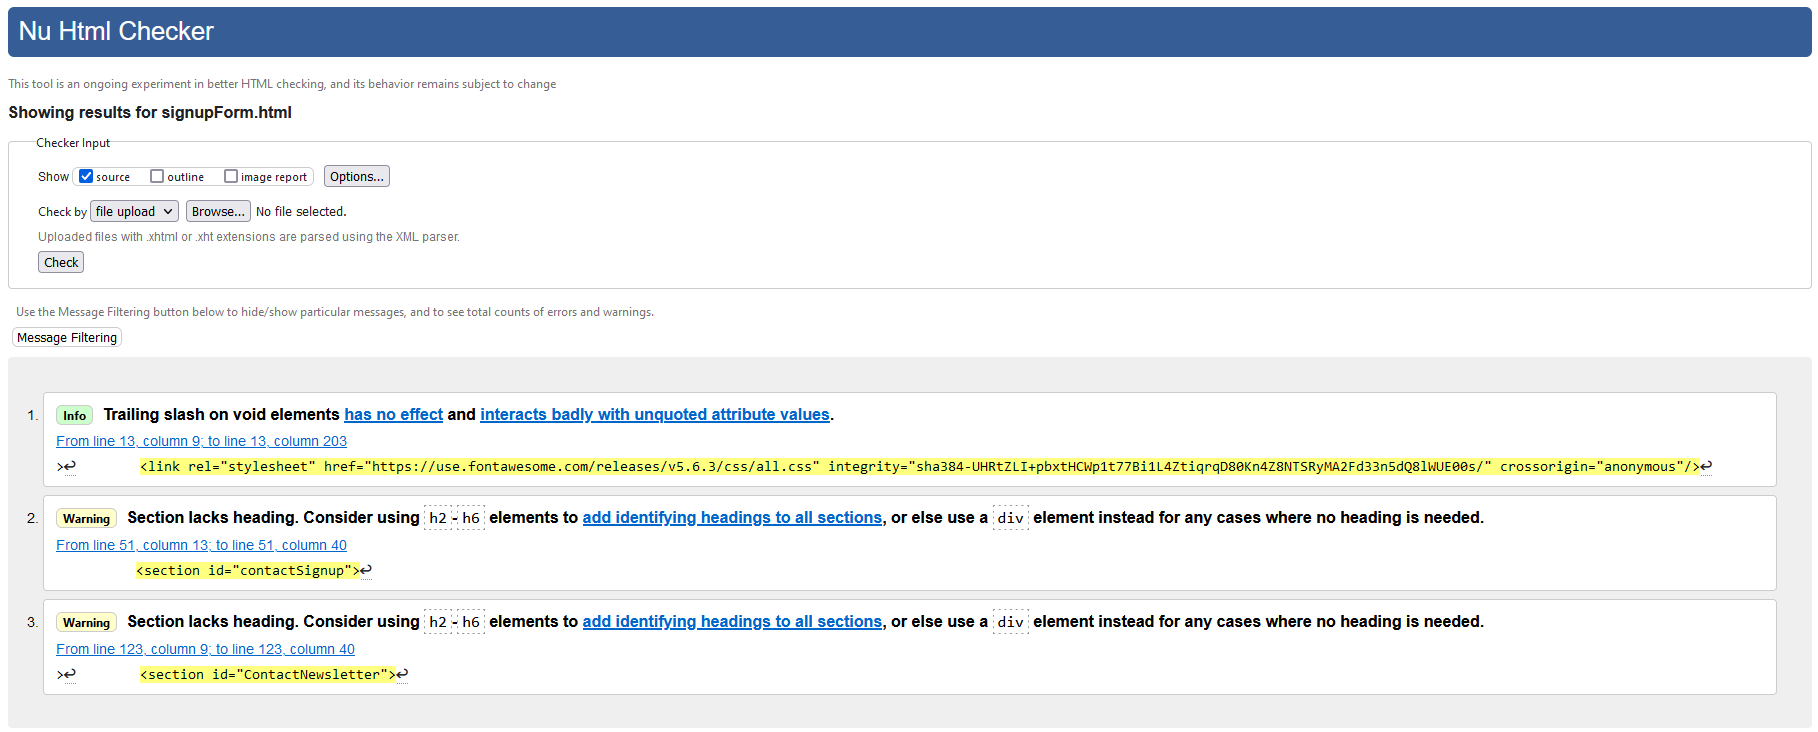 Nu Html Checker
This tool is an ongoing experiment in better HTML checking, and its behavior remains subject to change
Showing results for signupForm.html
Checker Input
Show source outline image report Options...
Check by file upload Browse... No file selected.
Uploaded files with .xhtml or .xht extensions are parsed using the XML parser.
Check
Use the Message Filtering button below to hide/show particular messages, and to see total counts of errors and warnings.
Message Filtering
1. Info Trailing slash on void elements has no effect and interacts badly with unquoted attribute values.
From line 13, column 9; to line 13, column 203
>↩ <link rel="stylesheet" href="https://use.fontawesome.com/releases/v5.6.3/css/all.css" integrity="sha384-UHRtZLI+pbxtHCWp1t77Bi1L4ZtiqrqD80Kn4Z8NTSRyMA2Fd33n5dQ8lWUE00s/" crossorigin="anonymous"/>↩
2. Warning Section lacks heading. Consider using h2-h6 elements to add identifying headings to all sections, or else use a div element instead for any cases where no heading is needed.
From line 51, column 13; to line 51, column 40
<section id="contactSignup">↩
3. Warning Section lacks heading. Consider using h2-h6 elements to add identifying headings to all sections, or else use a div element instead for any cases where no heading is needed.
From line 123, column 9; to line 123, column 40
>↩ <section id="ContactNewsletter">↩